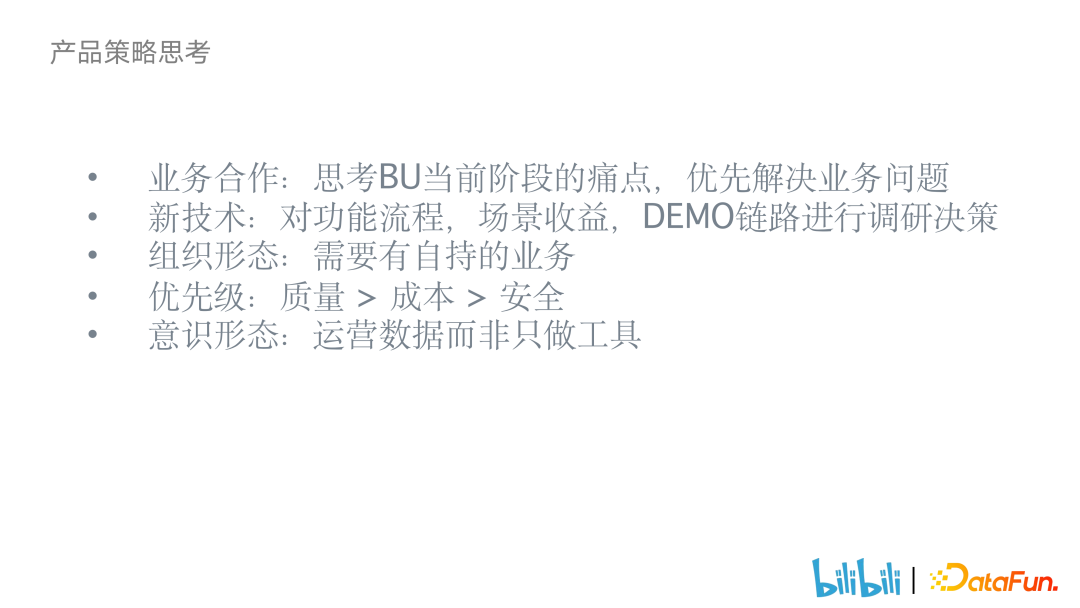 产品策略思考
• 业务合作：思考BU当前阶段的痛点，优先解决业务问题
• 新技术：对功能流程，场景收益，DEMO链路进行调研决策
• 组织形态：需要有自持的业务
• 优先级：质量 > 成本 > 安全
• 意识形态：运营数据而非只做工具
bilibili | DataFun.